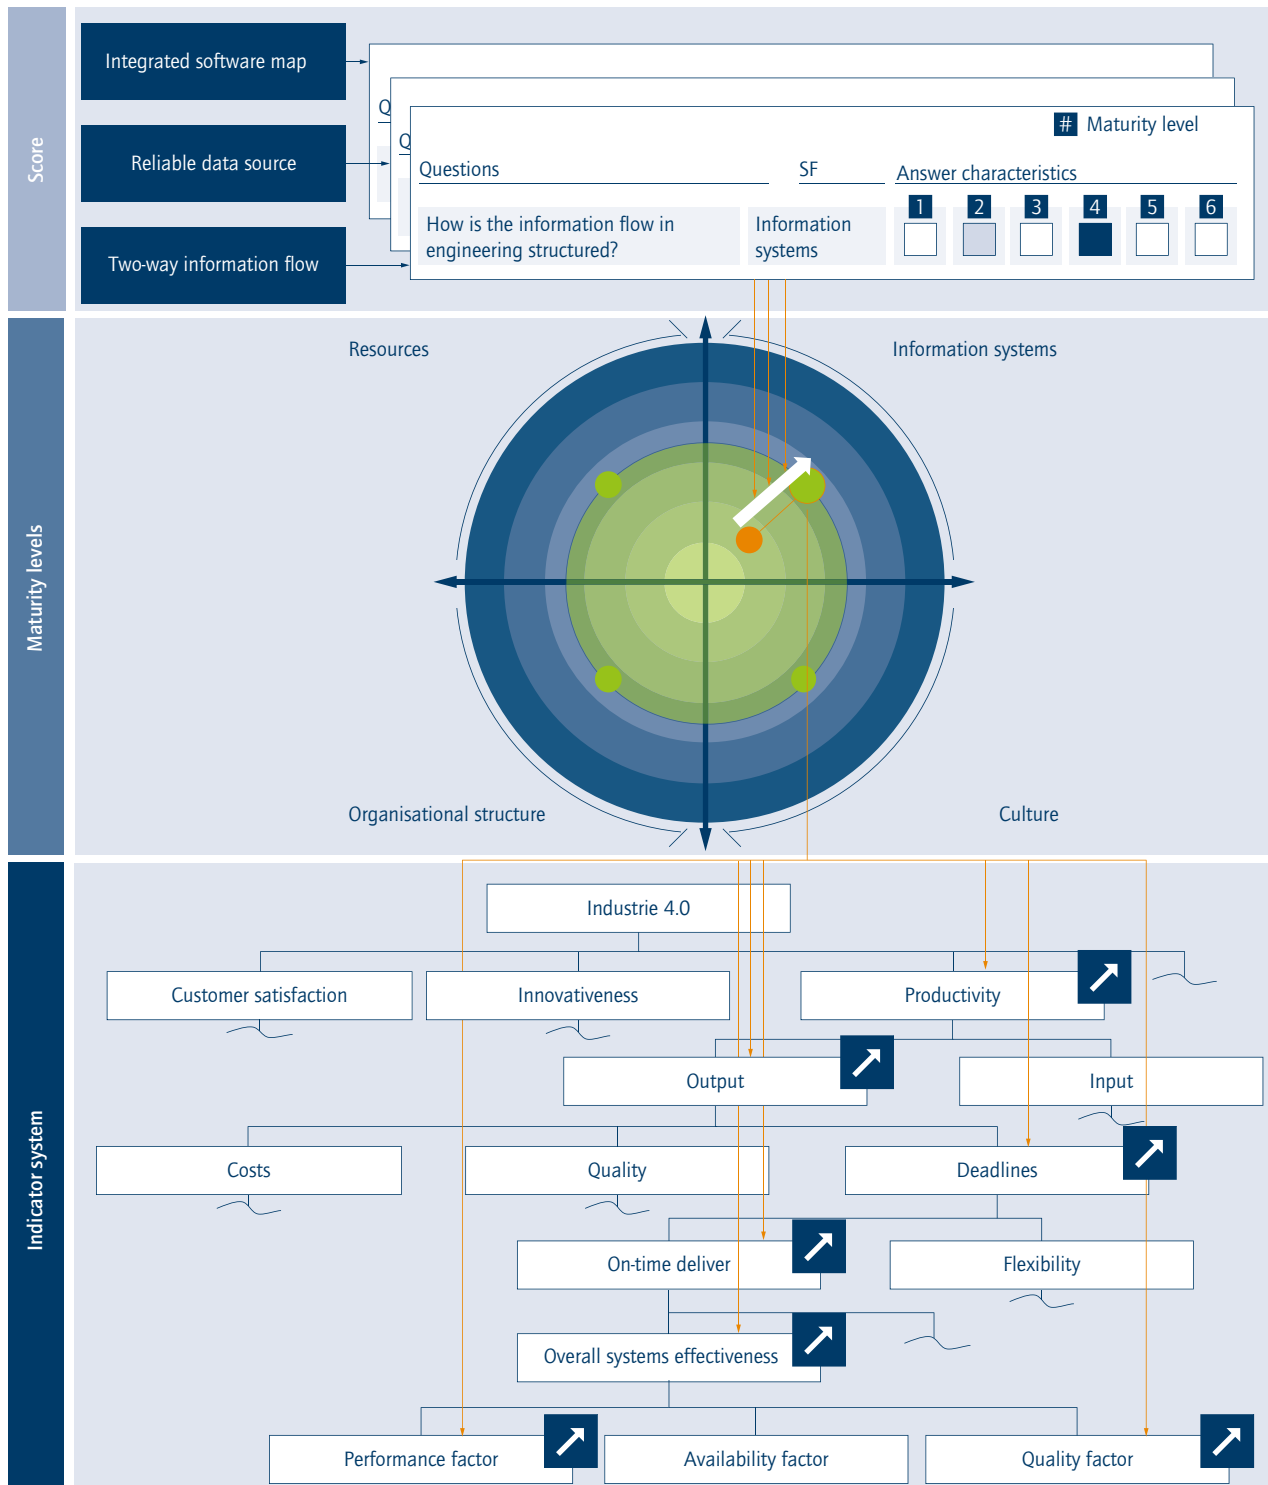 Score
Integrated software map
Reliable data source
Two-way information flow
Q
Q
# Maturity level
Questions
SF
Answer characteristics
1 2 3 4 5 6
How is the information flow in
engineering structured?
Information
systems
Maturity levels
Resources
Information systems
Organisational structure
Culture
Indicator system
Industrie 4.0
Customer satisfaction
Innovativeness
Productivity
Output
Input
Costs
Quality
Deadlines
On-time deliver
Flexibility
Overall systems effectiveness
Performance factor
Availability factor
Quality factor